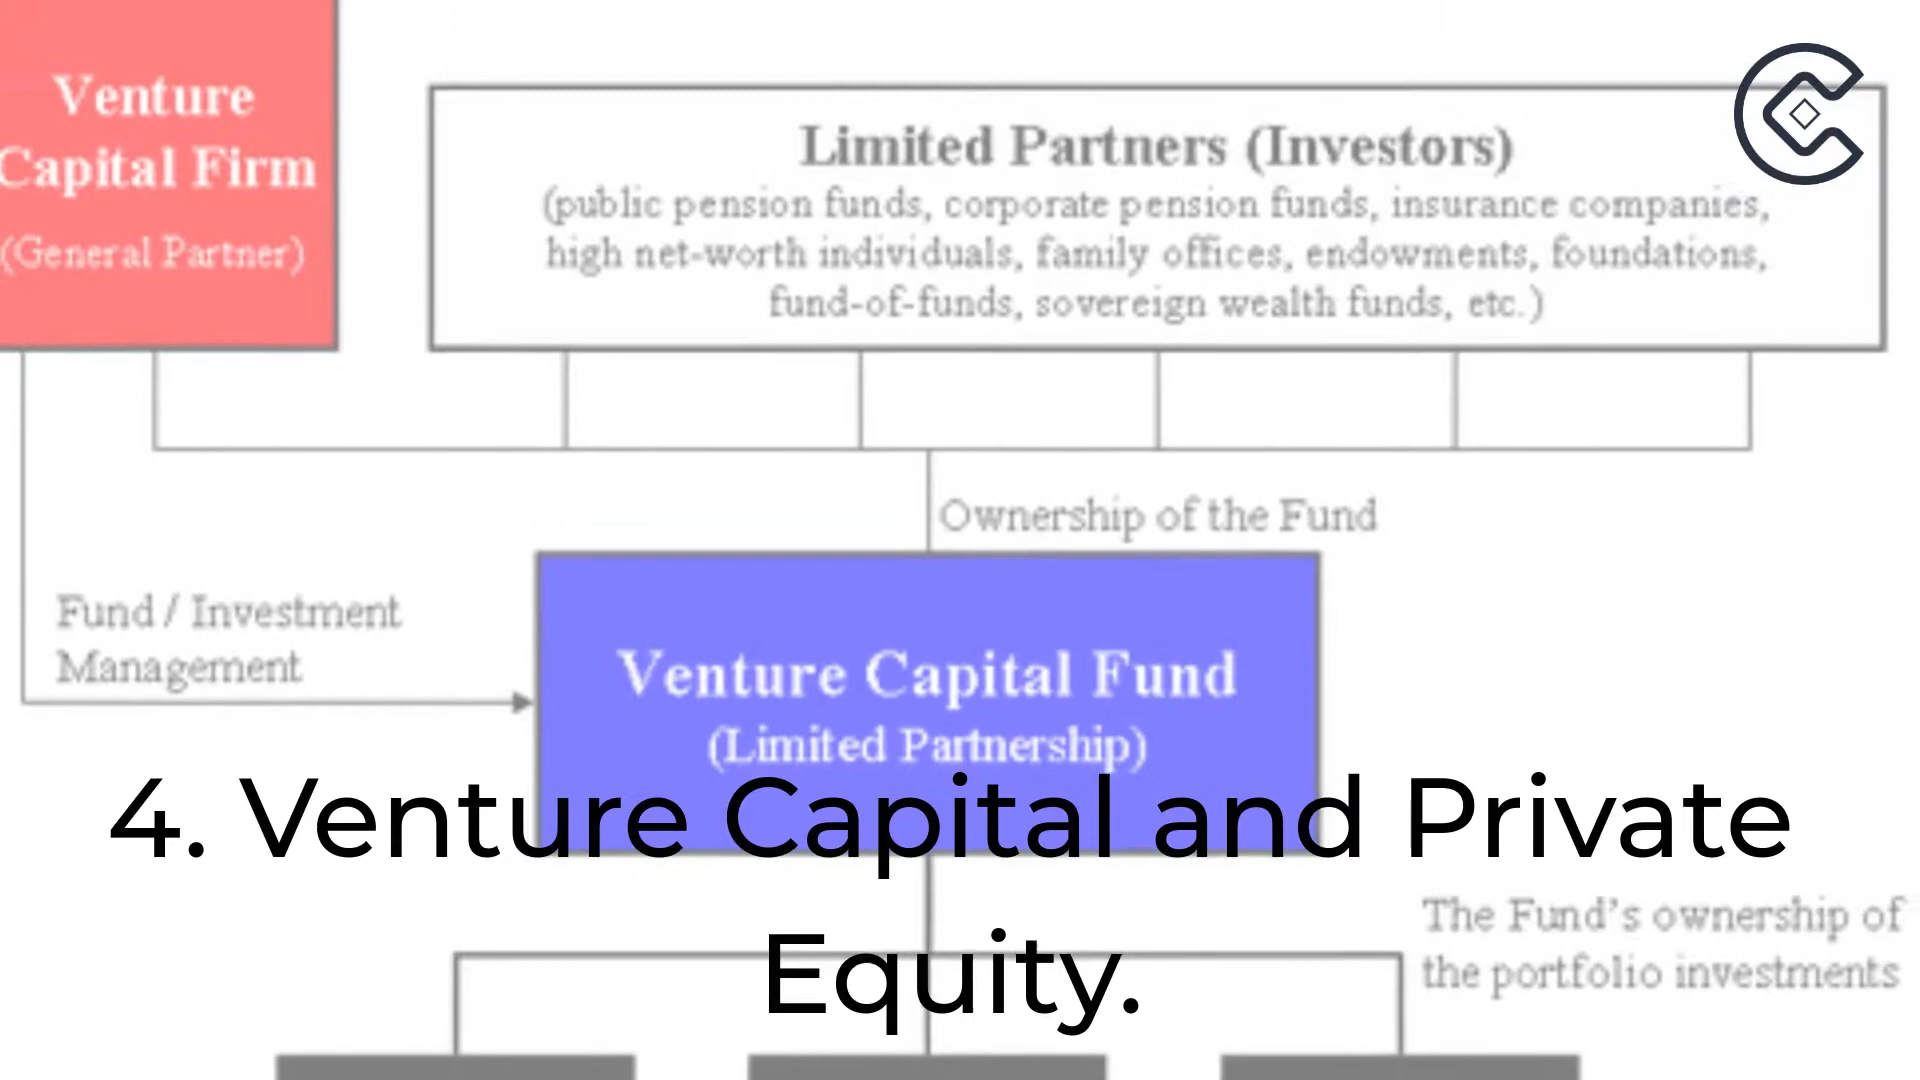 Venture
Capital Firm
(General Partner)
Limited Partners (Investors)
(public pension funds, corporate pension funds, insurance companies,
high net-worth individuals, family offices, endowments, foundations,
fund-of-funds, sovereign wealth funds, etc.)
Ownership of the Fund
Fund / Investment
Management
Venture Capital Fund
(Limited Partnership)
4. Venture Capital and Private
Equity.
The Fund’s ownership of
the portfolio investments